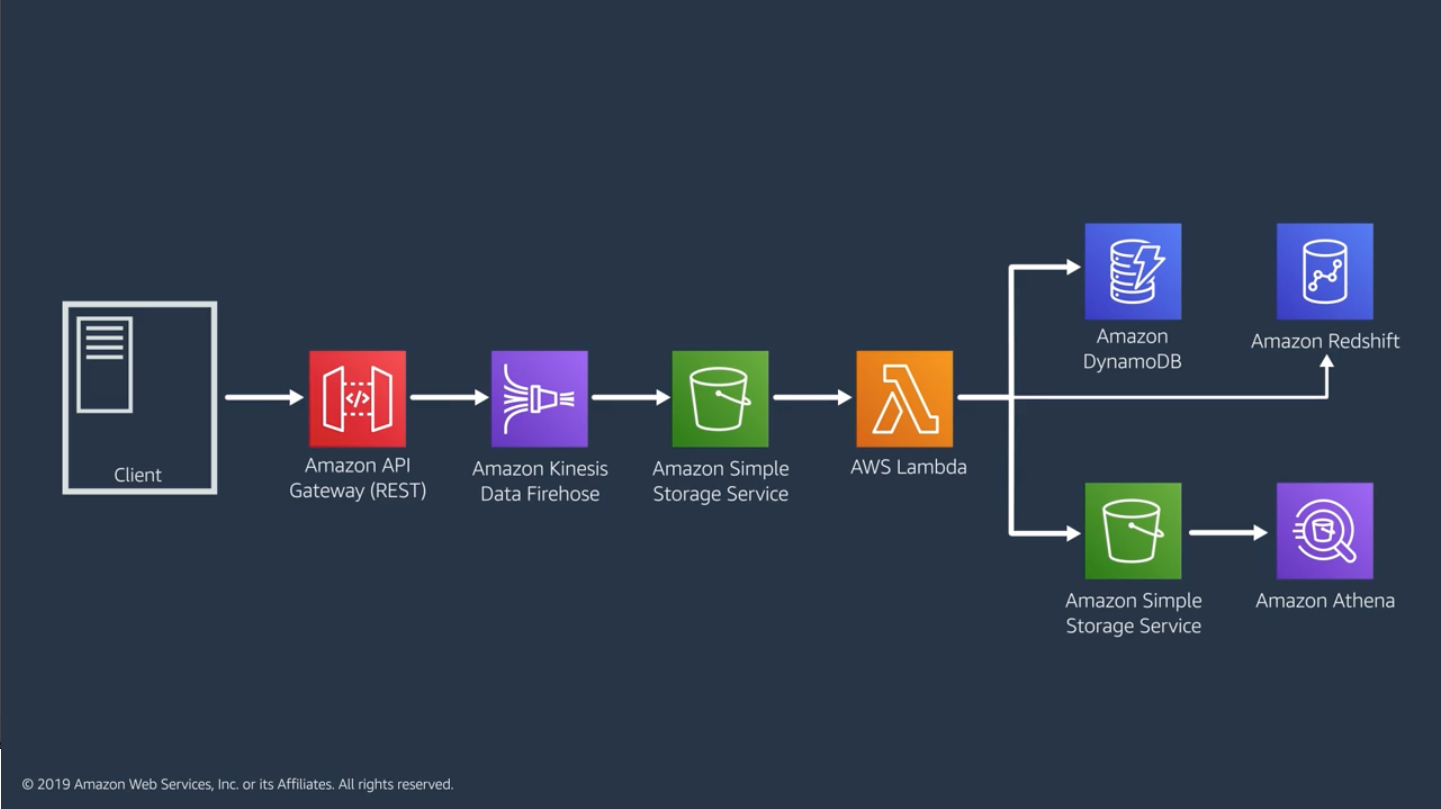 Client
Amazon API
Gateway (REST)
Amazon Kinesis
Data Firehose
Amazon Simple
Storage Service
AWS Lambda
Amazon
DynamoDB
Amazon Redshift
Amazon Simple
Storage Service
Amazon Athena
© 2019 Amazon Web Services, Inc. or its Affiliates. All rights reserved.